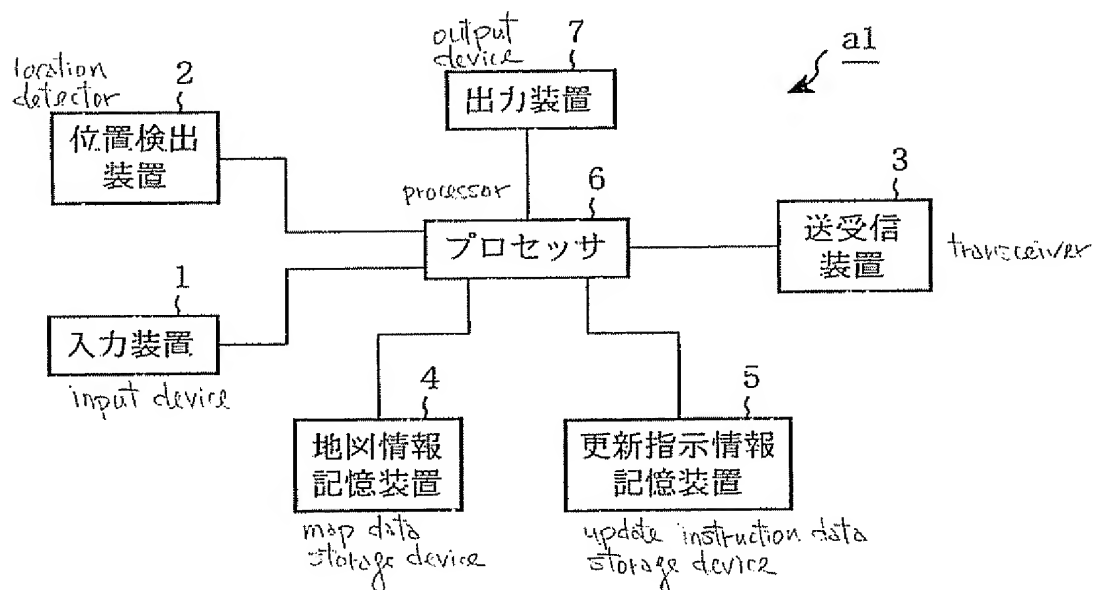 output
device
7
a1
location
detector
2
出力装置
位置検出
装置
processor
6
3
プロセッサ
送受信
装置
transceiver
1
入力装置
input device
4
5
地図情報
記憶装置
更新指示情報
記憶装置
map data
storage device
update instruction data
storage device